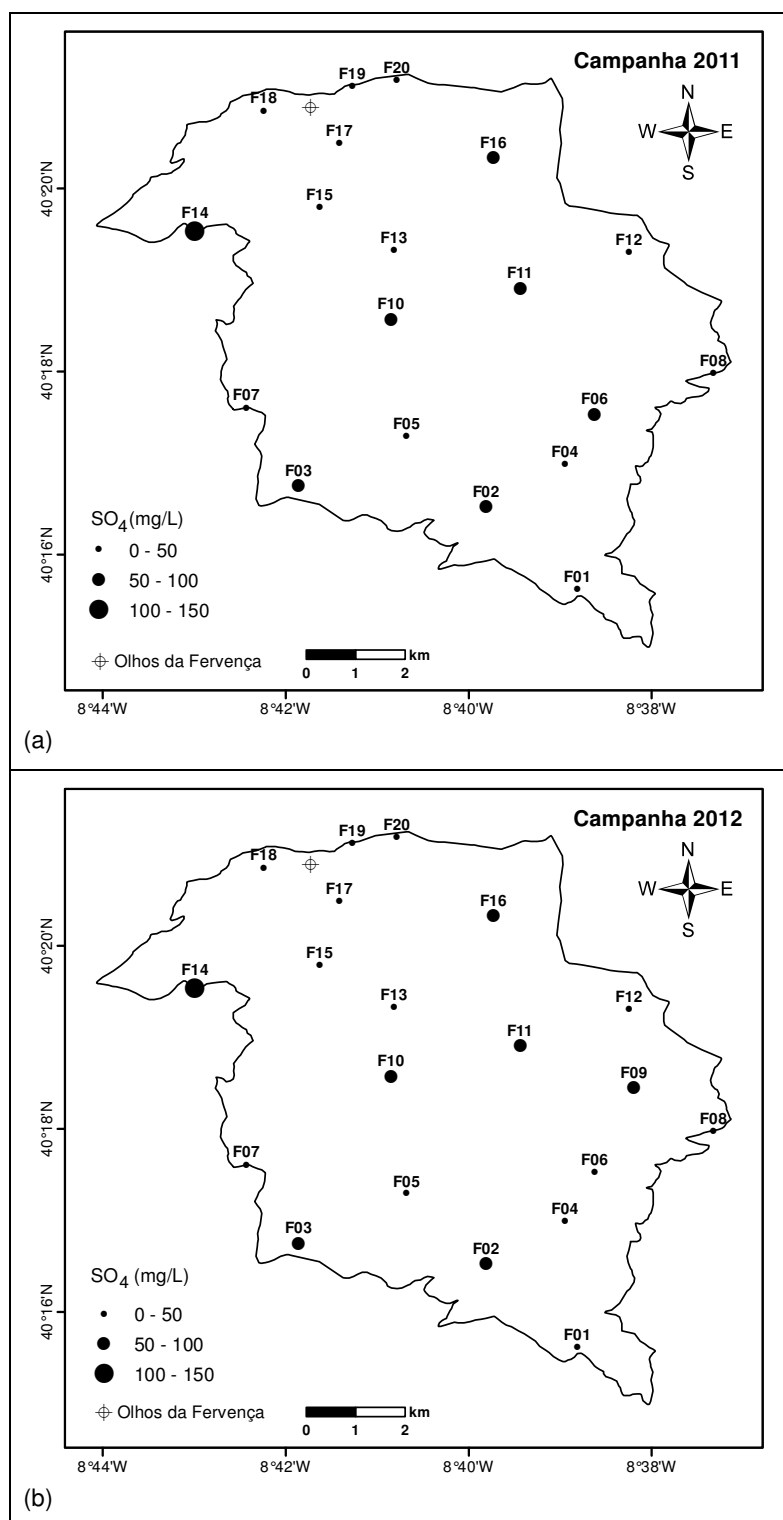 Campanha 2011
N
W E
S
F19 F20
F18
F17
F16
40°20'N
F15
F14
F13
F12
F11
F10
40°18'N
F08
F07
F06
F05
F04
F03
F02
SO4(mg/L)
0 - 50
40°16'N
50 - 100
F01
100 - 150
Olhos da Fervença
km
0 1 2
8°44'W 8°42'W 8°40'W 8°38'W
(a)
Campanha 2012
N
W E
S
F19 F20
F18
F17
F16
40°20'N
F15
F14
F13
F12
F11
F10
F09
40°18'N
F08
F07
F06
F05
F04
F03
F02
SO4 (mg/L)
0 - 50
40°16'N
50 - 100
F01
100 - 150
Olhos da Fervença
km
0 1 2
8°44'W 8°42'W 8°40'W 8°38'W
(b)